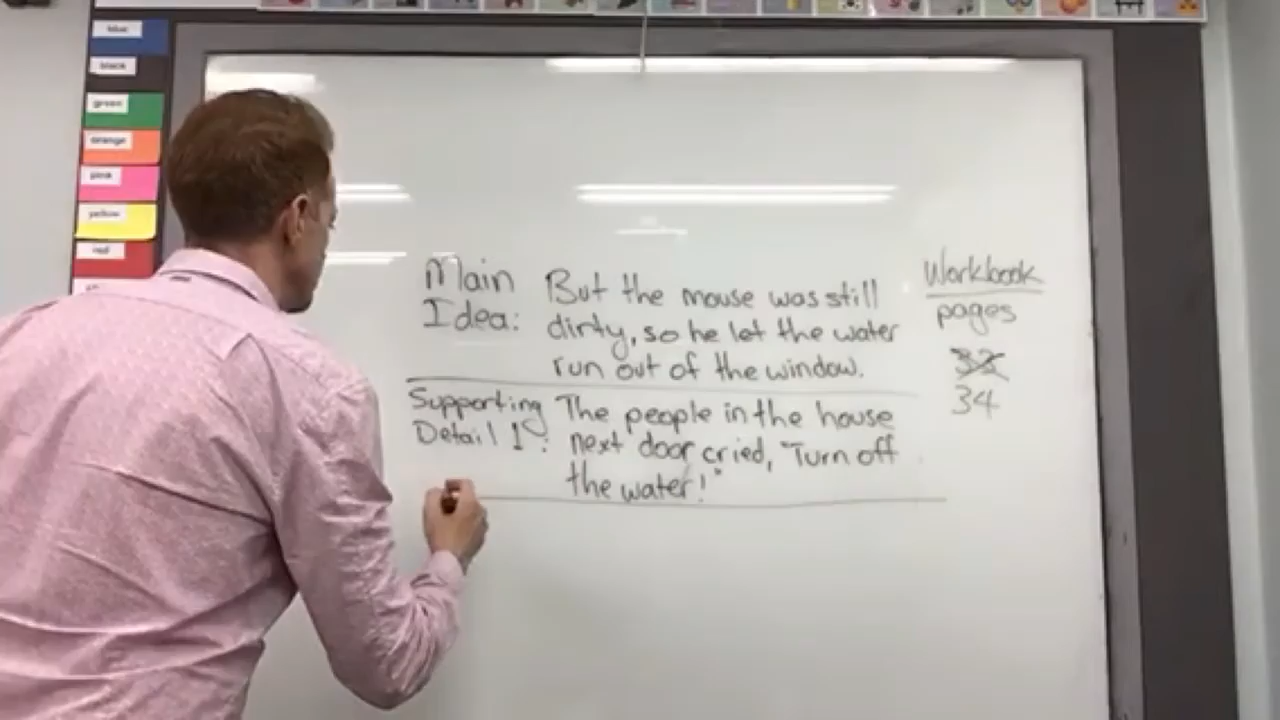 blue
black
green
orange
pink
yellow
red
Main
Idea:
But the mouse was still
dirty, so he let the water
run out of the window.
Supporting
Detail 1:
The people in the house
next door cried, "Turn off
the water!"
Workbook
pages
33
34